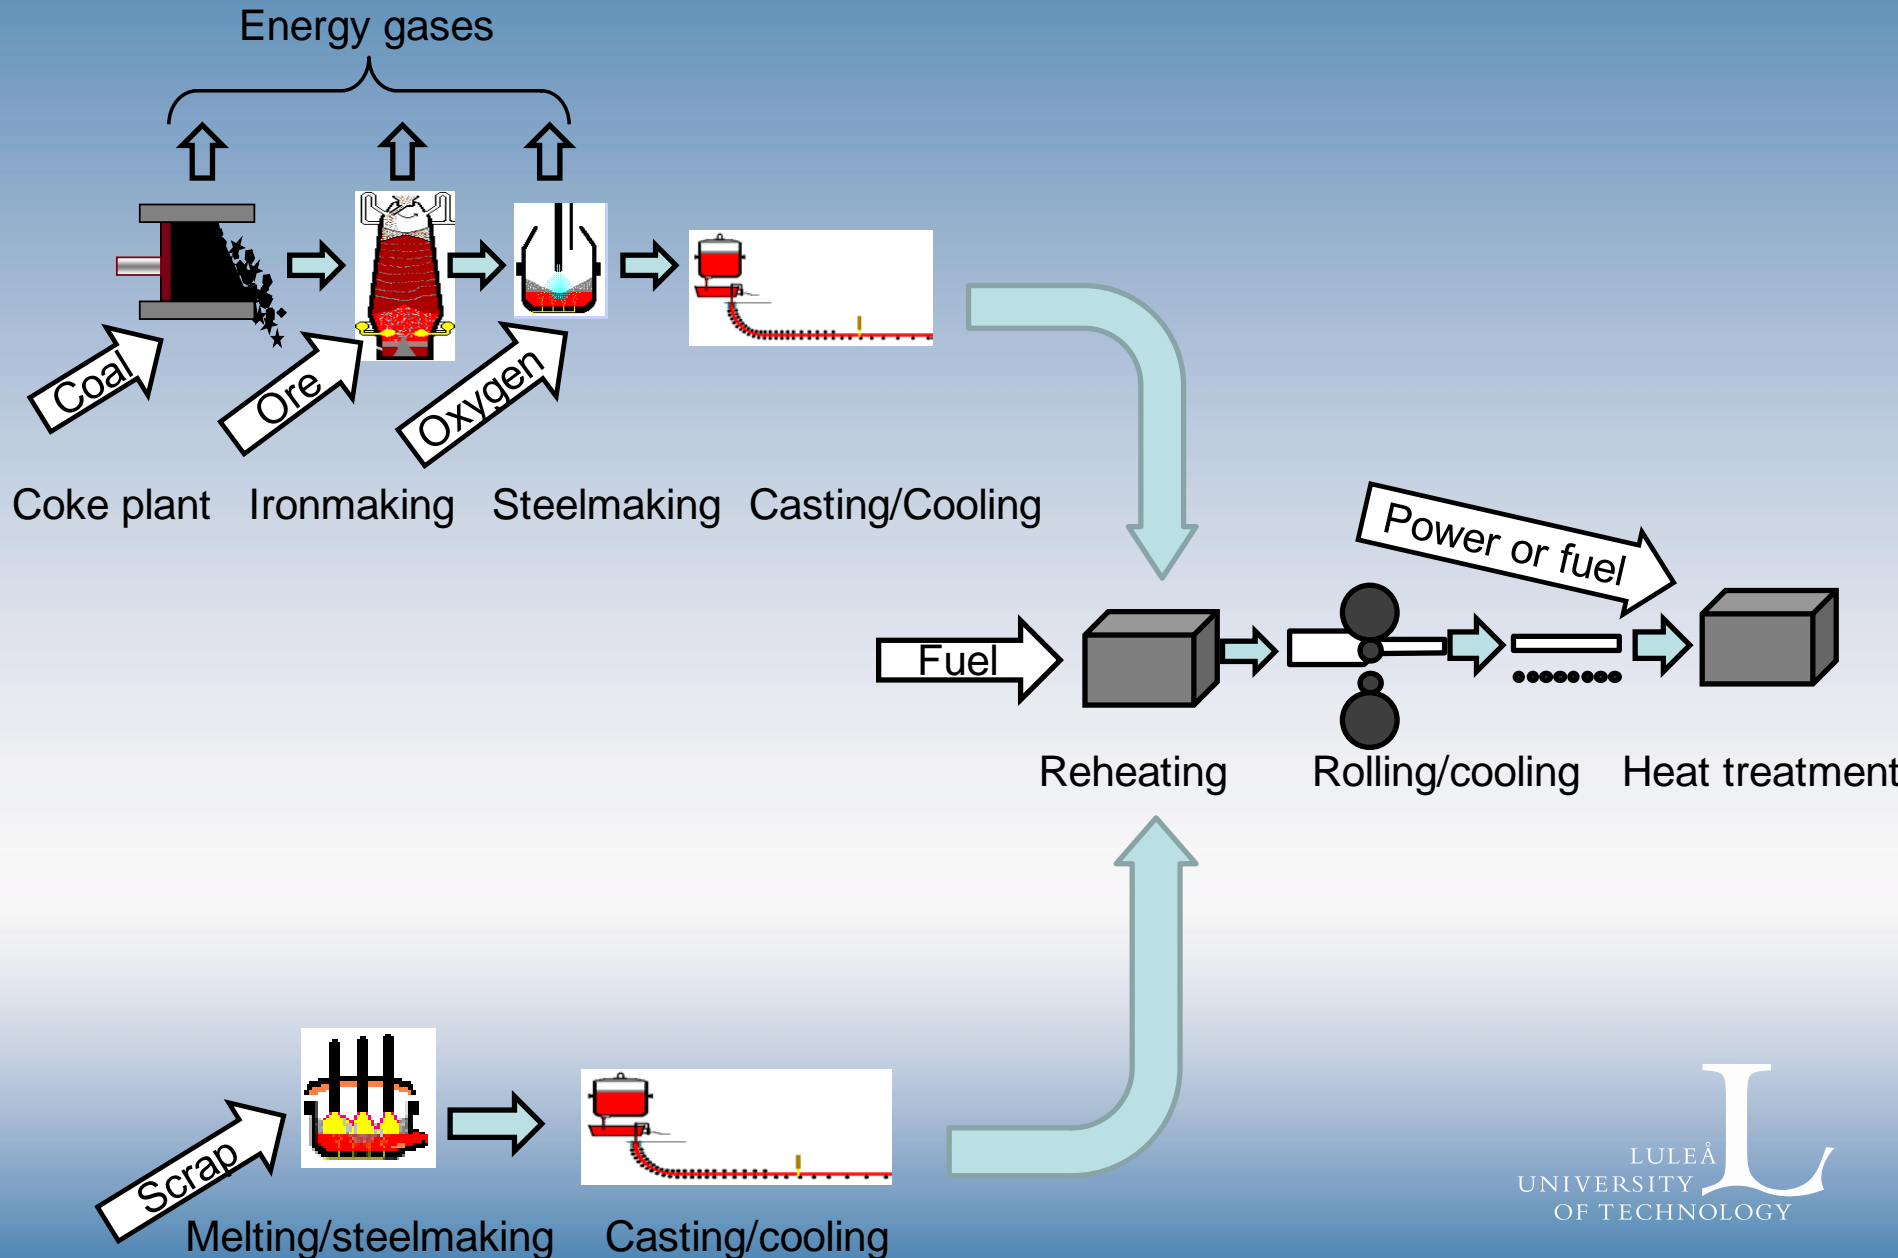 Energy gases
Coal
Ore
Oxygen
Coke plant
Ironmaking
Steelmaking
Casting/Cooling
Power or fuel
Fuel
Reheating
Rolling/cooling
Heat treatment
Scrap
Melting/steelmaking
Casting/cooling
LULEÅ
UNIVERSITY
OF TECHNOLOGY
L